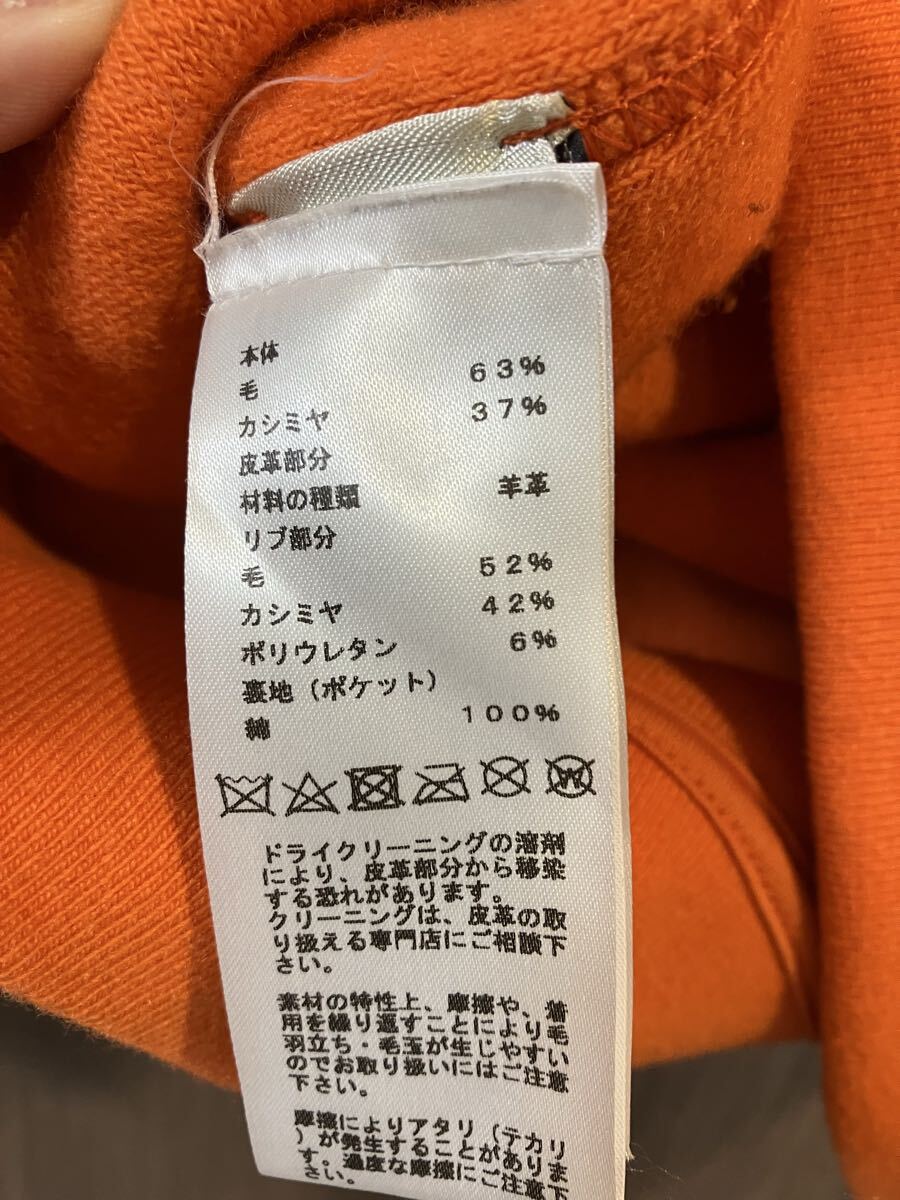 本体
毛 63%
カシミヤ 37%
皮革部分
材料の種類 羊革
リブ部分
毛 52%
カシミヤ 42%
ポリウレタン 6%
裏地（ポケット）
綿 100%
W
ドライクリーニングの溶剤
により、皮革部分から移染
する恐れがあります。
クリーニングは、皮革の取
り扱える専門店にご相談下
さい。
素材の特性上、摩擦や、着
用を繰り返すことにより毛
羽立ち・毛玉が生じやすい
のでお取り扱いにはご注意
下さい。
摩擦によりアタリ（テカリ
）が発生することがありま
す。過度な摩擦にご注意下
さい。